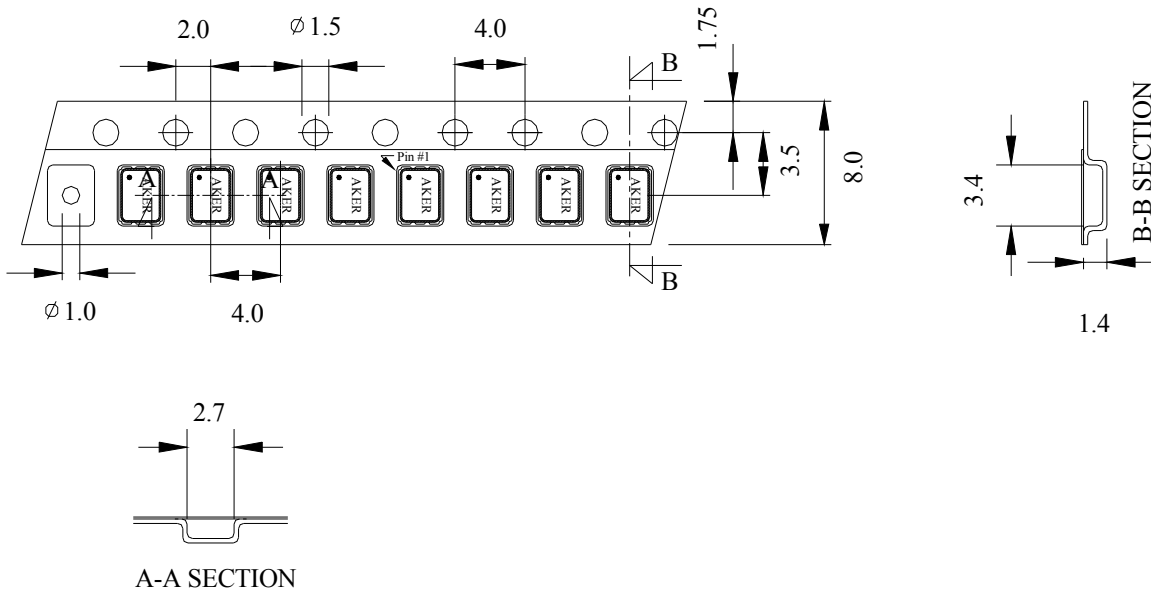 2.0
⌀ 1.5
4.0
1.75
B
3.5
8.0
Pin #1
A
A
AKER
AKER
AKER
AKER
AKER
AKER
AKER
AKER
B
⌀ 1.0
4.0
3.4
B-B SECTION
1.4
2.7
A-A SECTION